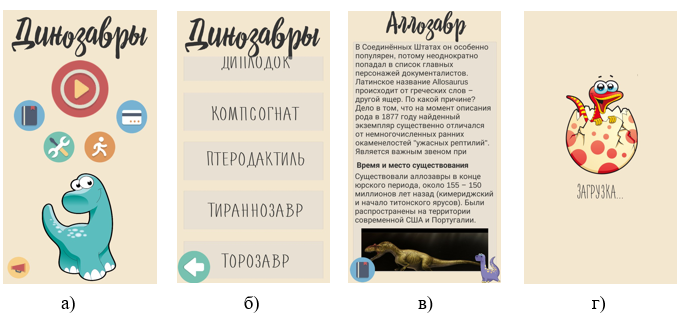 Динозавры
Динозавры
ДИПЛОДОК
КОМПСОГНАТ
ПТЕРОДАКТИЛЬ
ТИРАННОЗАВР
ТОРОЗАВР
Аллозавр
В Соединённых Штатах он особенно
популярен, потому неоднократно
попадал в список главных
персонажей документалистов.
Латинское название Allosaurus
происходит от греческих слов –
другой ящер. По какой причине?
Дело в том, что на момент описания
рода в 1877 году найденный
экземпляр существенно отличался
от немногочисленных ранних
окаменелостей "ужасных рептилий".
Является важным звеном при
Время и место существования
Существовали аллозавры в конце
юрского периода, около 155 – 150
миллионов лет назад (кимериджский
и начало титонского ярусов). Были
распространены на территории
современной США и Португалии.
ЗАГРУЗКА...
а)
б)
в)
г)